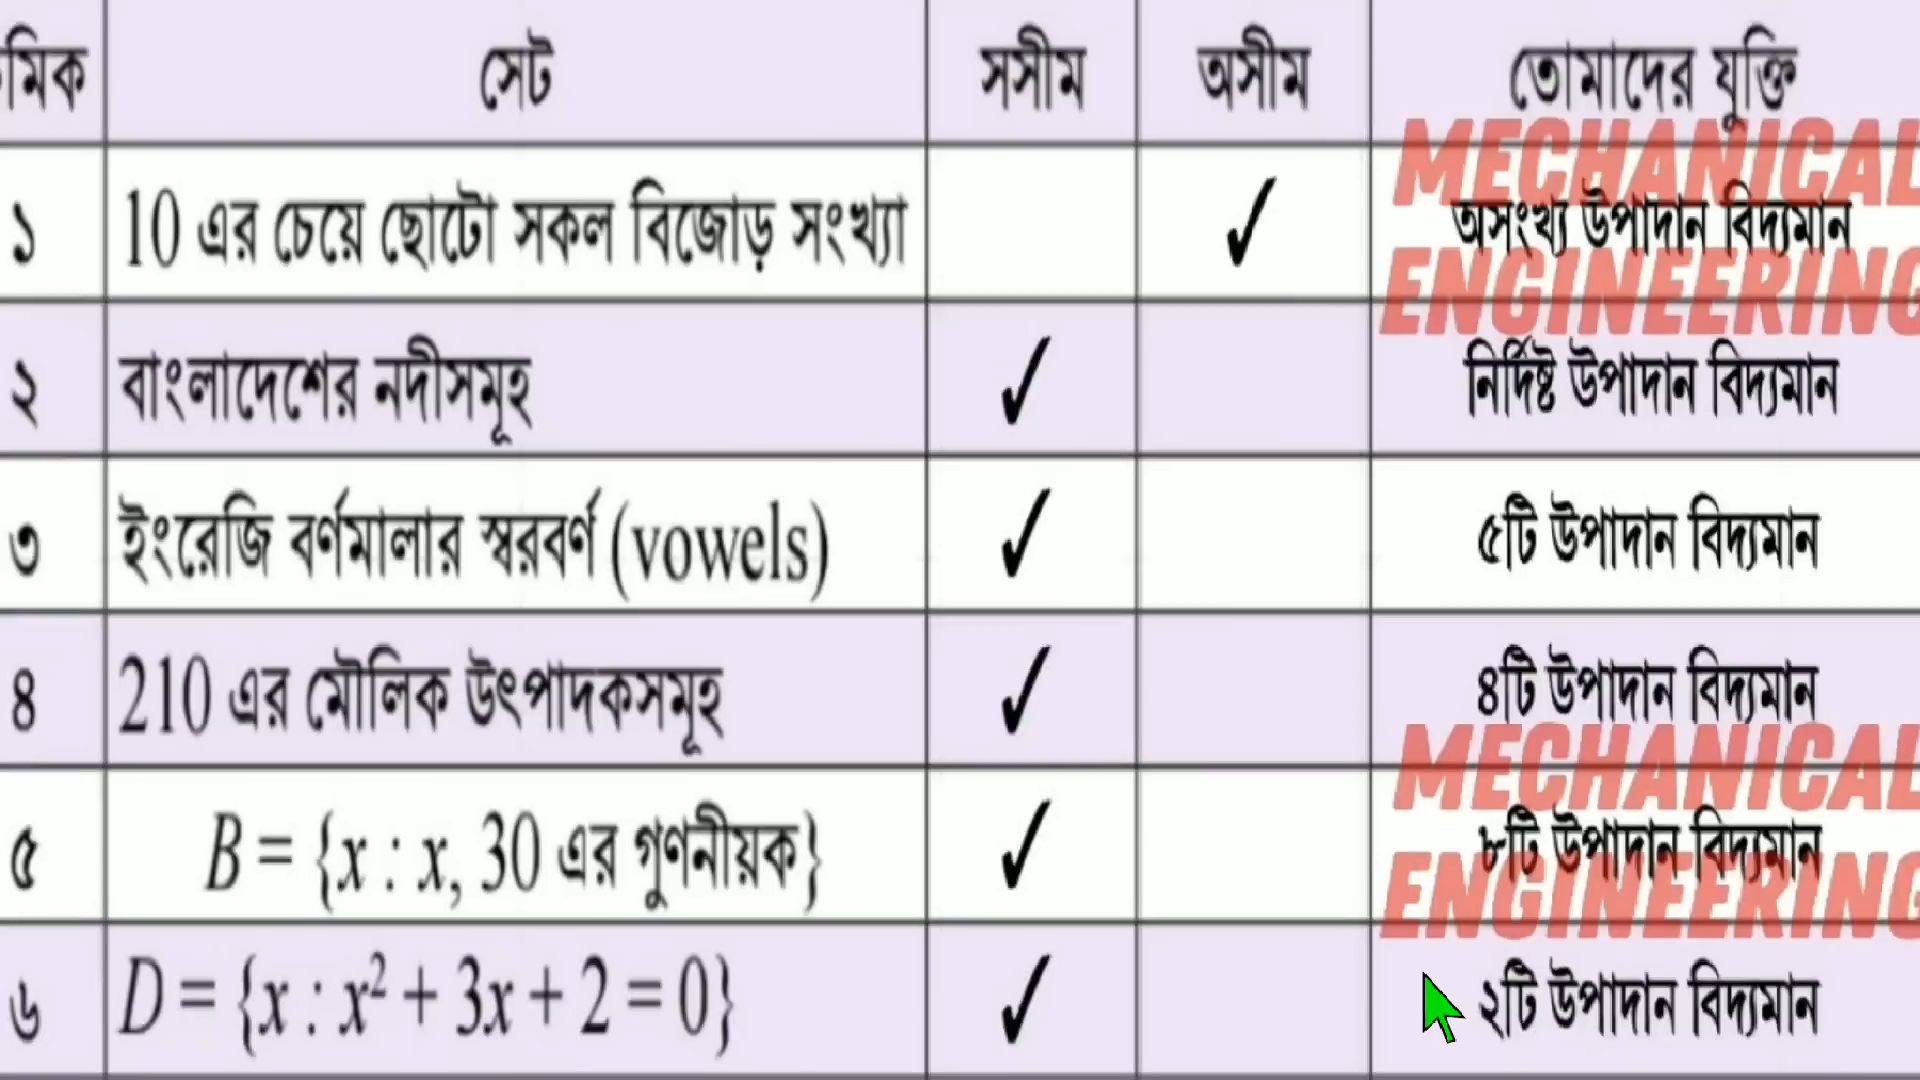 মিক সেট সসীম অসীম তোমাদের যুক্তি
১ 10 এর চেয়ে ছোটো সকল বিজোড় সংখ্যা ✓ অসংখ্য উপাদান বিদ্যমান
২ বাংলাদেশের নদীসমূহ ✓ নির্দিষ্ট উপাদান বিদ্যমান
৩ ইংরেজি বর্ণমালার স্বরবর্ণ (vowels) ✓ ৫টি উপাদান বিদ্যমান
৪ 210 এর মৌলিক উৎপাদকসমূহ ✓ ৪টি উপাদান বিদ্যমান
৫ B = {x : x, 30 এর গুণনীয়ক} ✓ ৮টি উপাদান বিদ্যমান
৬ D = {x : x² + 3x + 2 = 0} ✓ ২টি উপাদান বিদ্যমান
MECHANICAL
ENGINEERING
MECHANICAL
ENGINEERING